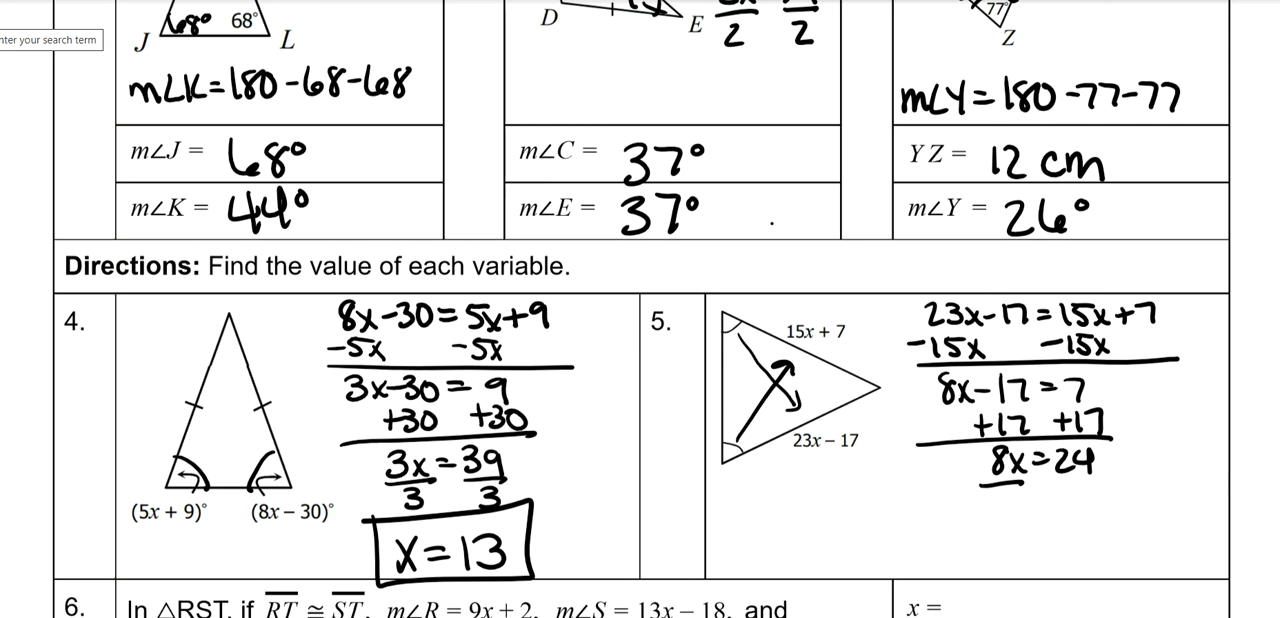 68° 68°
J L
D E
2 2
77°
Z
nter your search term
m∠K = 180 - 68 - 68
m∠Y = 180 - 77 - 77
m∠J = 68°
m∠C = 37°
YZ = 12 cm
m∠K = 44°
m∠E = 37°
m∠Y = 26°
Directions: Find the value of each variable.
4.
8x - 30 = 5x + 9
-5x -5x
3x - 30 = 9
+30 +30
3x = 39
3 3
x = 13
(5x + 9)° (8x – 30)°
5.
15x + 7
23x – 17
23x - 17 = 15x + 7
-15x -15x
8x - 17 = 7
+17 +17
8x = 24
6. In △RST, if RT ≅ ST, m∠R = 9x + 2, m∠S = 13x – 18, and
x =